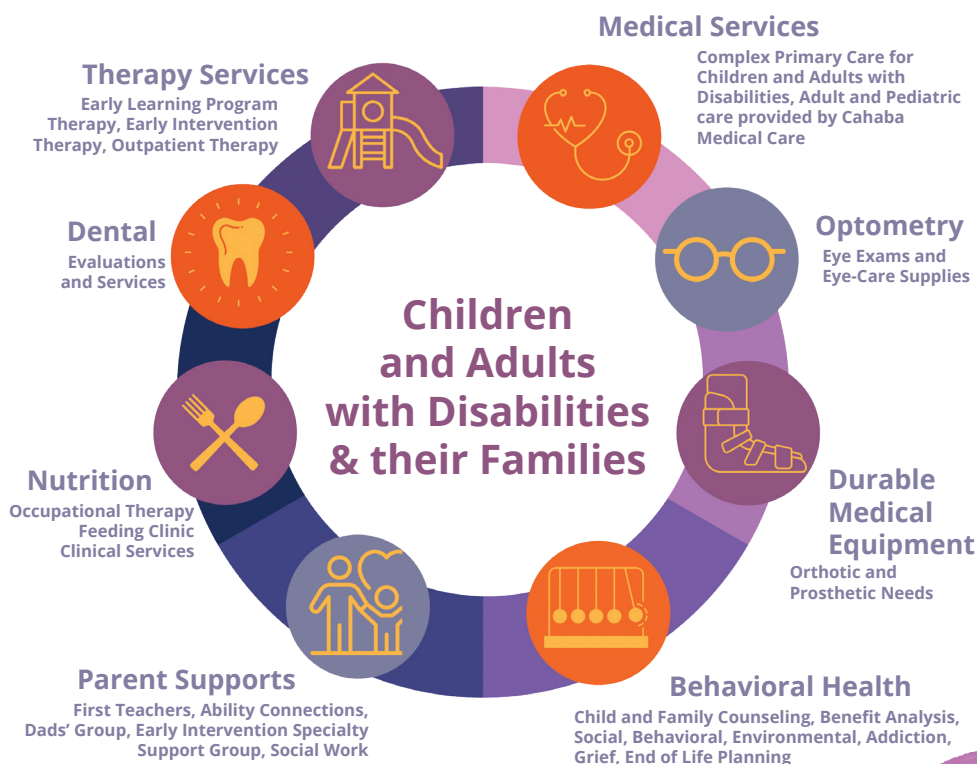 Medical Services
Complex Primary Care for
Children and Adults with
Disabilities, Adult and Pediatric
care provided by Cahaba
Medical Care
Therapy Services
Early Learning Program
Therapy, Early Intervention
Therapy, Outpatient Therapy
Optometry
Eye Exams and
Eye-Care Supplies
Dental
Evaluations
and Services
Children
and Adults
with Disabilities
& their Families
Nutrition
Occupational Therapy
Feeding Clinic
Clinical Services
Durable
Medical
Equipment
Orthotic and
Prosthetic Needs
Parent Supports
First Teachers, Ability Connections,
Dads' Group, Early Intervention Specialty
Support Group, Social Work
Behavioral Health
Child and Family Counseling, Benefit Analysis,
Social, Behavioral, Environmental, Addiction,
Grief, End of Life Planning